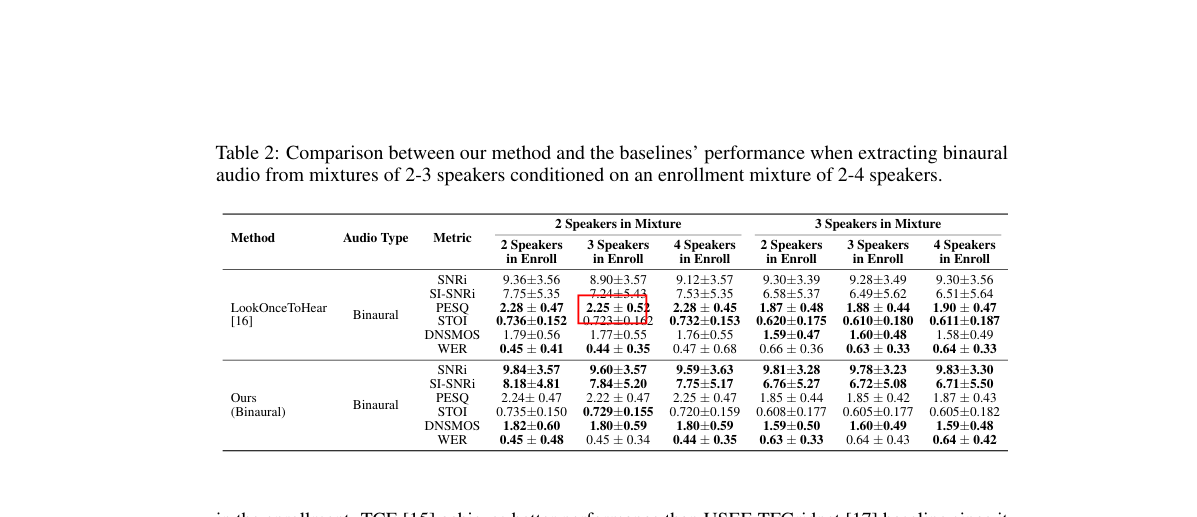 Table 2: Comparison between our method and the baselines' performance when extracting binaural
audio from mixtures of 2-3 speakers conditioned on an enrollment mixture of 2-4 speakers.
Method Audio Type Metric 2 Speakers in Mixture 3 Speakers in Mixture
2 Speakers in Enroll 3 Speakers in Enroll 4 Speakers in Enroll 2 Speakers in Enroll 3 Speakers in Enroll 4 Speakers in Enroll
LookOnceToHear [16] Binaural
SNRi 9.36±3.56 8.90±3.57 9.12±3.57 9.30±3.39 9.28±3.49 9.30±3.56
SI-SNRi 7.75±5.35 7.24±5.43 7.53±5.35 6.58±5.37 6.49±5.62 6.51±5.64
PESQ 2.28 ± 0.47 2.25 ± 0.52 2.28 ± 0.45 1.87 ± 0.48 1.88 ± 0.44 1.90 ± 0.47
STOI 0.736±0.152 0.723±0.162 0.732±0.153 0.620±0.175 0.610±0.180 0.611±0.187
DNSMOS 1.79±0.56 1.77±0.55 1.76±0.55 1.59±0.47 1.60±0.48 1.58±0.49
WER 0.45 ± 0.41 0.44 ± 0.35 0.47 ± 0.68 0.66 ± 0.36 0.63 ± 0.33 0.64 ± 0.33
Ours (Binaural) Binaural
SNRi 9.84±3.57 9.60±3.57 9.59±3.63 9.81±3.28 9.78±3.23 9.83±3.30
SI-SNRi 8.18±4.81 7.84±5.20 7.75±5.17 6.76±5.27 6.72±5.08 6.71±5.50
PESQ 2.24± 0.47 2.22 ± 0.47 2.25 ± 0.47 1.85 ± 0.44 1.85 ± 0.42 1.87 ± 0.43
STOI 0.735±0.150 0.729±0.155 0.720±0.159 0.608±0.177 0.605±0.177 0.605±0.182
DNSMOS 1.82±0.60 1.80±0.59 1.80±0.59 1.59±0.50 1.60±0.49 1.59±0.48
WER 0.45 ± 0.48 0.45 ± 0.34 0.44 ± 0.35 0.63 ± 0.33 0.64 ± 0.43 0.64 ± 0.42